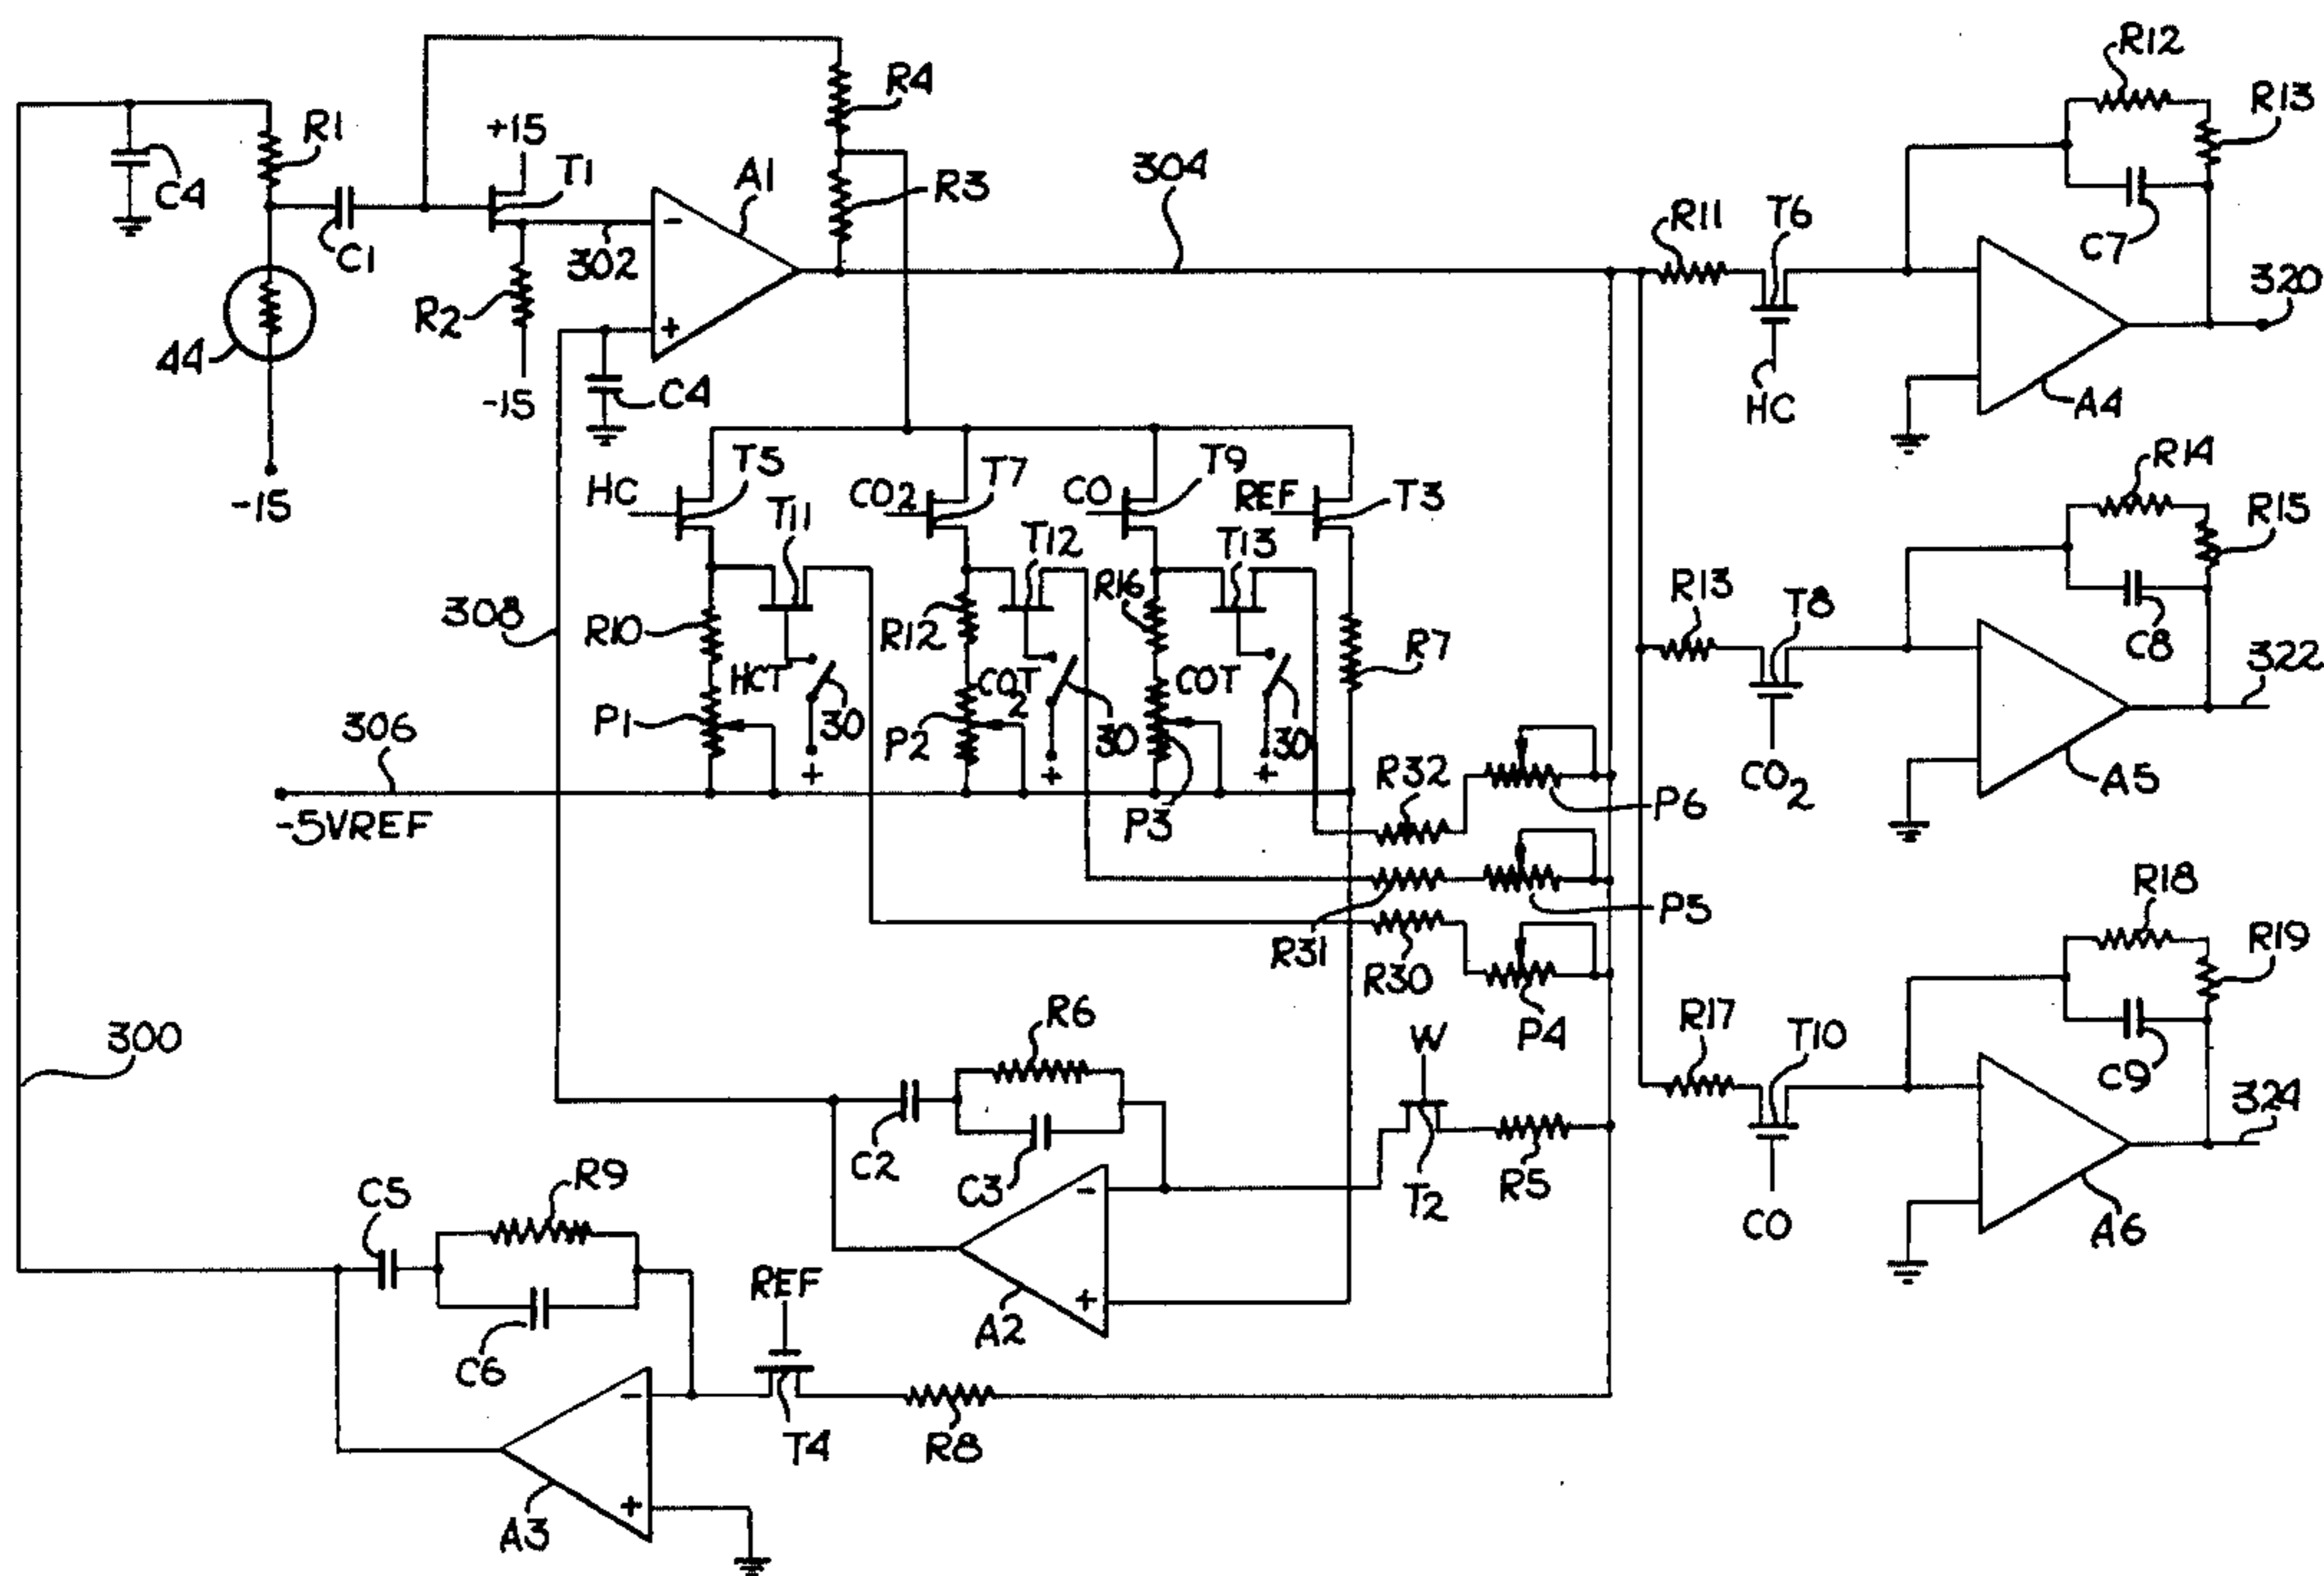 R12
R4
R13
R1
+15
T1
A1
304
C4
R3
R11
T6
C1
302
C7
320
R2
44
C4
HC
A4
-15
-15
HC
T5
CO2
T7
CO
T9
REF
T3
R14
T11
T12
T13
R15
308
R10
R12
R16
R7
R13
T8
C8
322
HCT
COT
2
COT
P1
30
P2
30
30
306
R32
P6
CO2
A5
-5VREF
+
+
+
P3
R31
R30
P5
R18
R19
300
R6
P4
W
R17
T10
C9
324
C2
C3
T2
R5
CO
A6
C5
R9
REF
A2
C6
T4
R8
A3
-
+
-
+
-
+